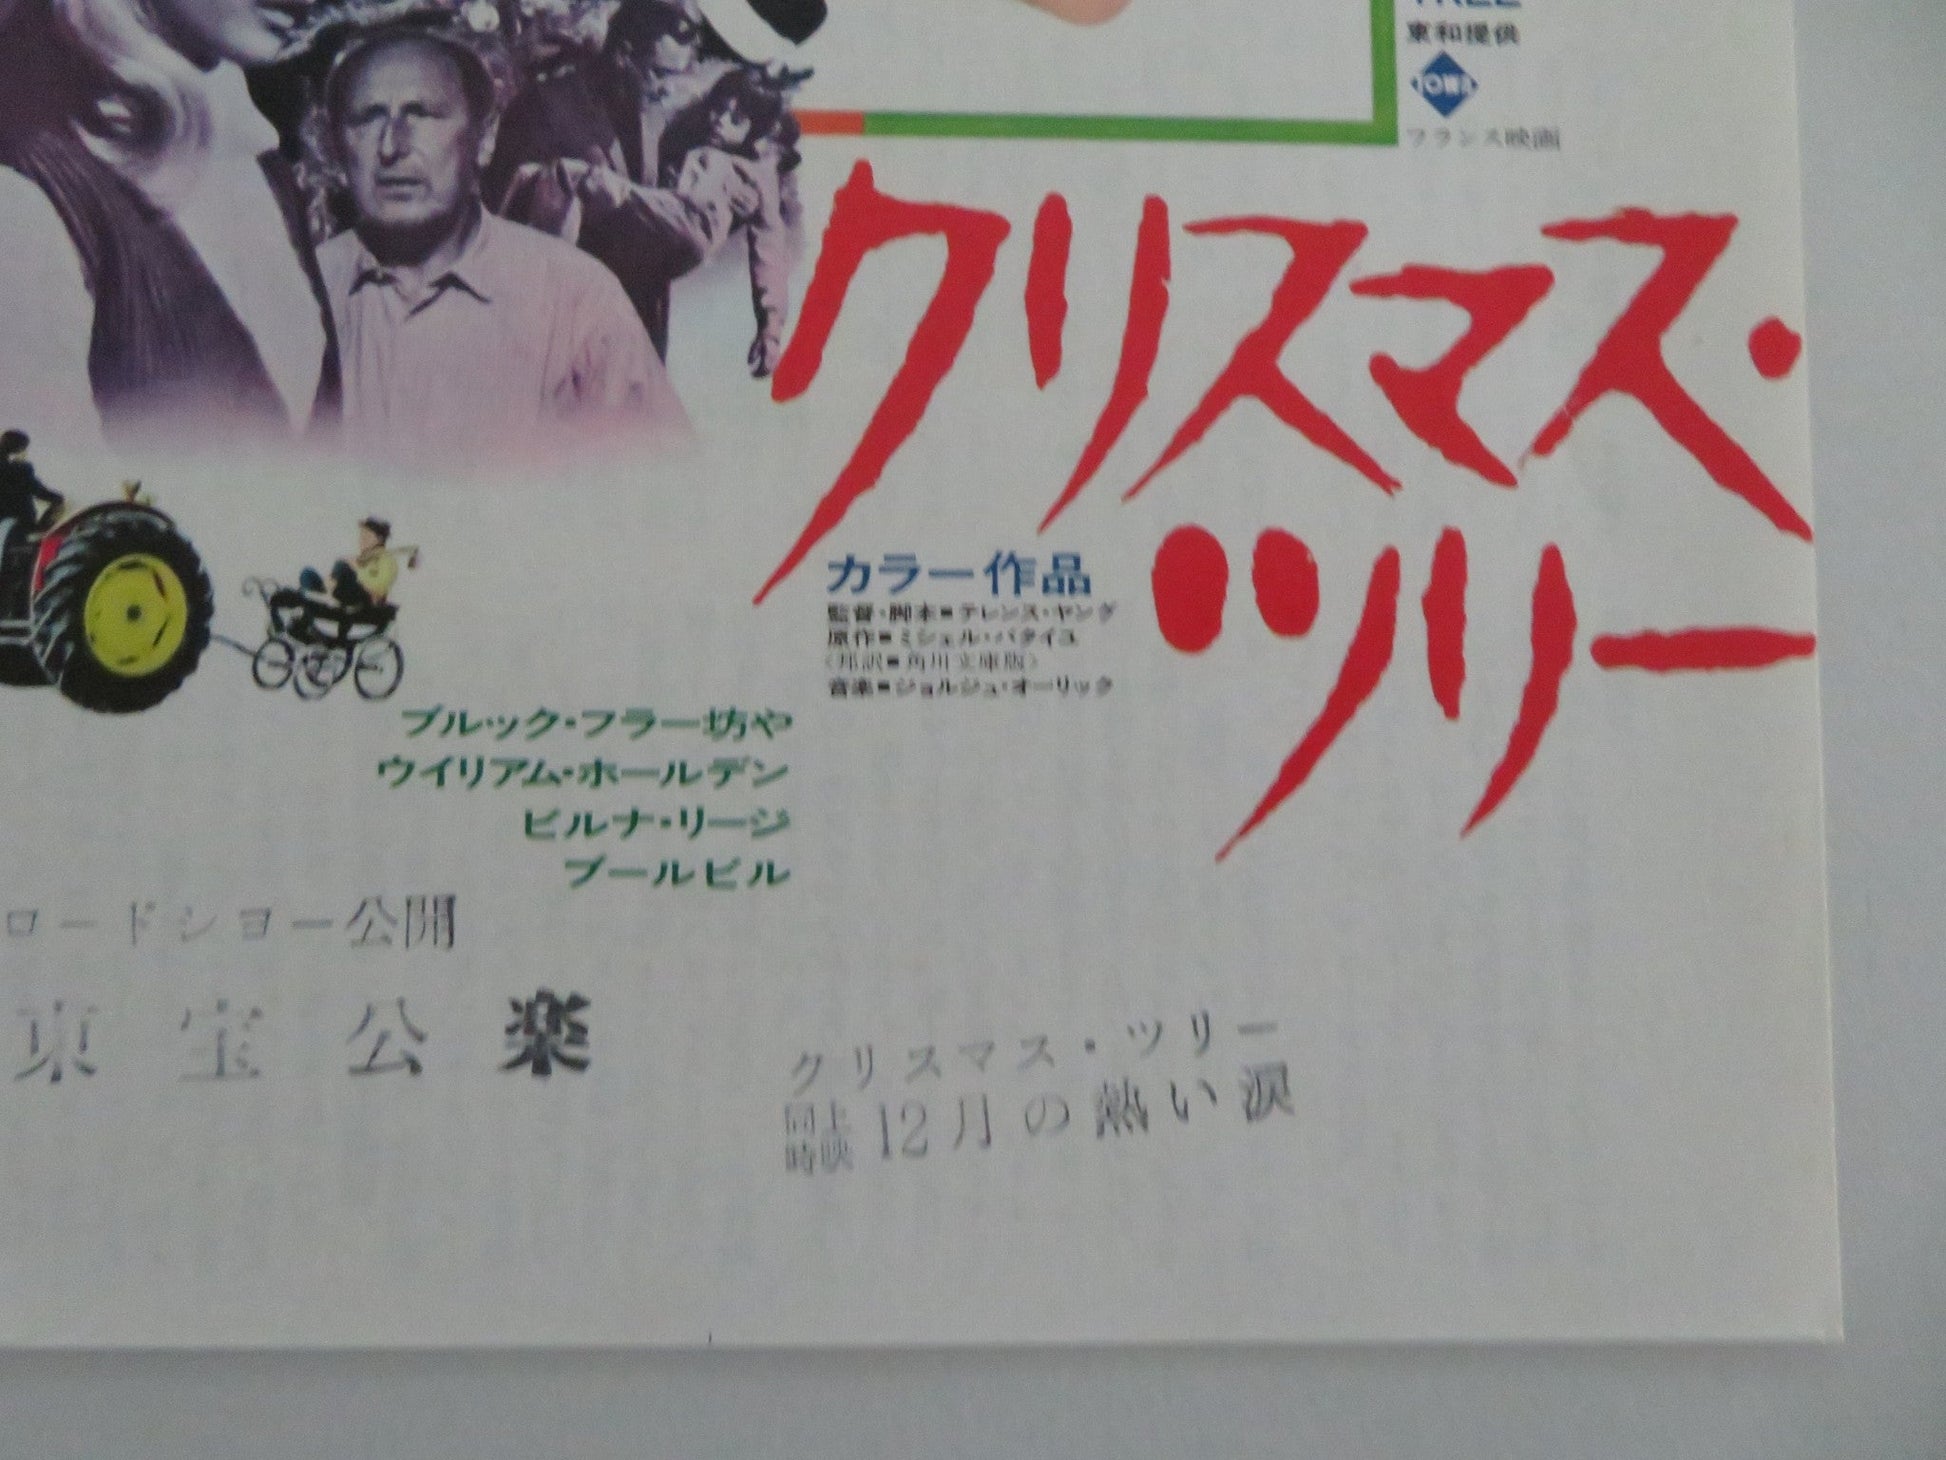 TREE
東和提供
TOWA
フランス映画
クリスマス・
ツリー
カラー作品
監督・脚本=テレンス・ヤング
原作=ミシェル・バタイユ
〈邦訳=角川文庫版〉
音楽=ジョルジュ・オーリック
ブルック・フラー坊や
ウイリアム・ホールデン
ビルナ・リージ
ブールビル
ロードショー公開
東宝公楽
クリスマス・ツリー
同時上映 12月の熱い涙